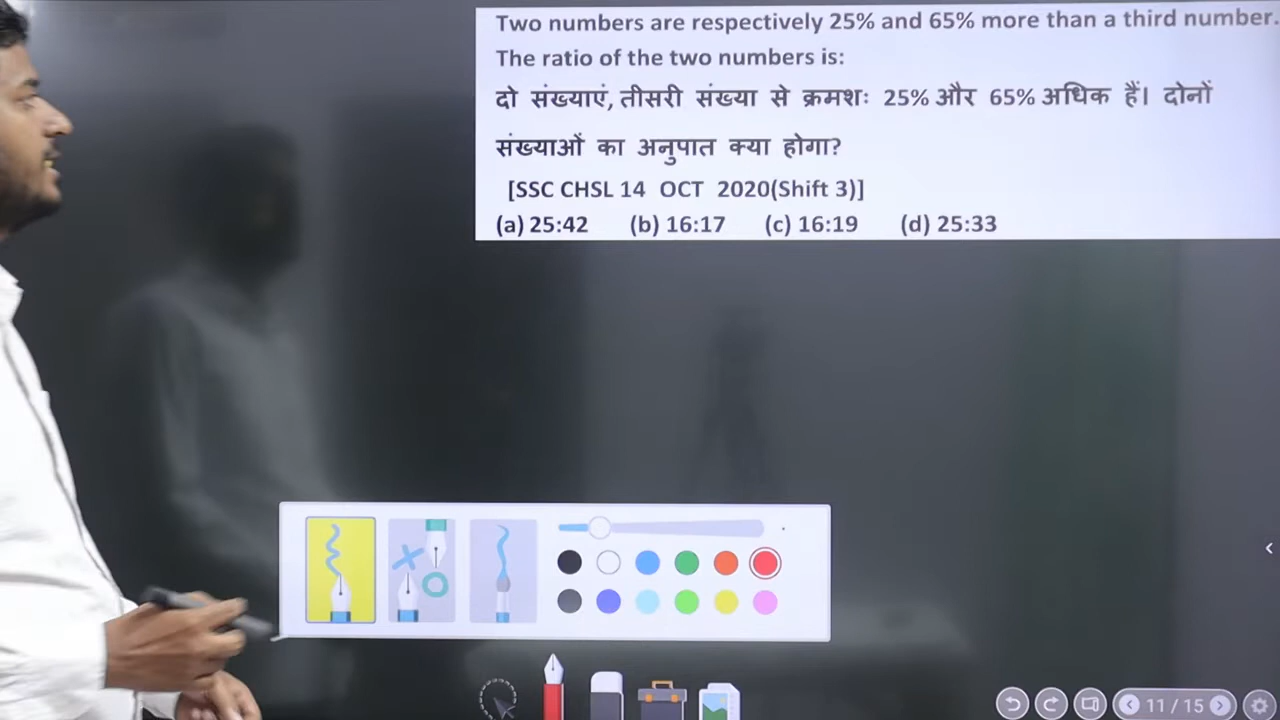 Two numbers are respectively 25% and 65% more than a third number.
The ratio of the two numbers is:
दो संख्याएं, तीसरी संख्या से क्रमशः 25% और 65% अधिक हैं। दोनों
संख्याओं का अनुपात क्या होगा?
[SSC CHSL 14 OCT 2020(Shift 3)]
(a) 25:42 (b) 16:17 (c) 16:19 (d) 25:33
11 / 15